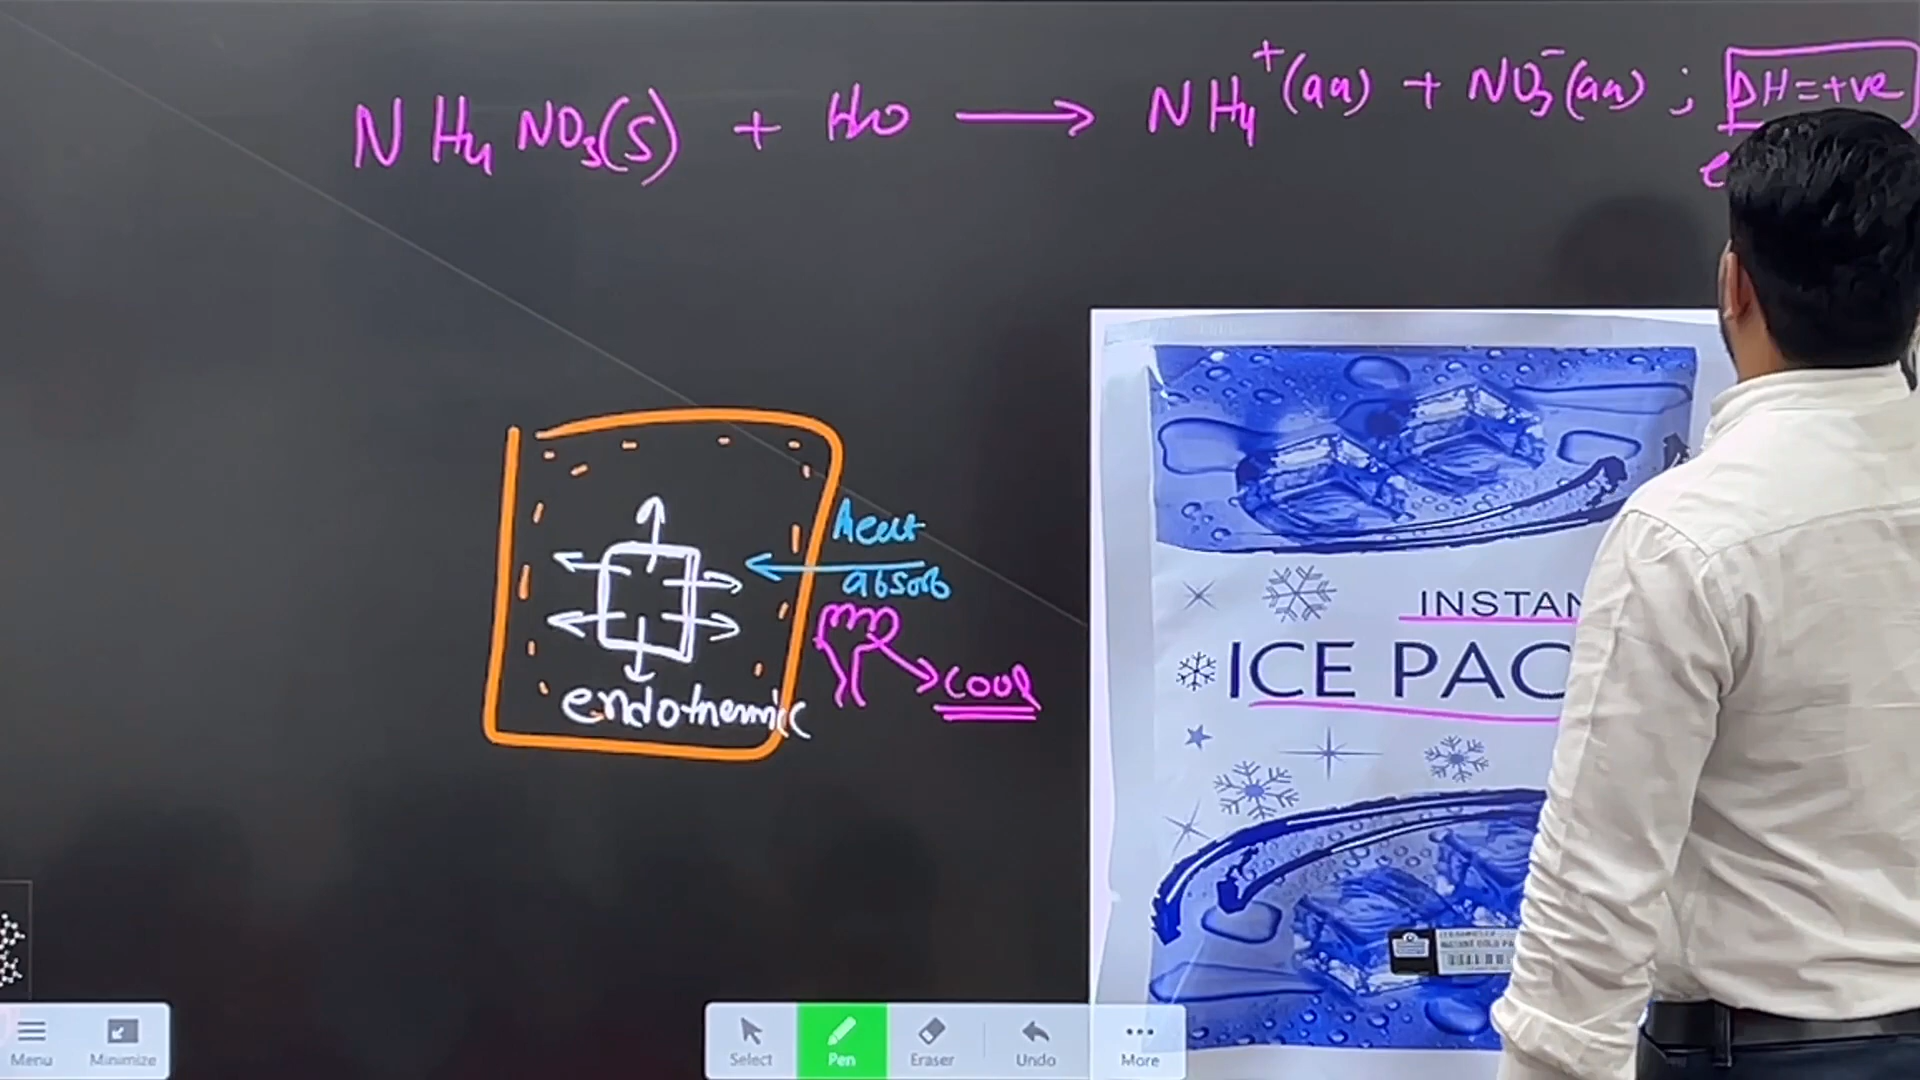 NH₄NO₃(s) + H₂O ⟶ NH₄⁺(aq) + NO₃⁻(aq) ; ΔH=+ve
Heat
absorb
cool
endothermic
INSTAN
ICE PAC
Menu
Minimize
Select
Pen
Eraser
Undo
More